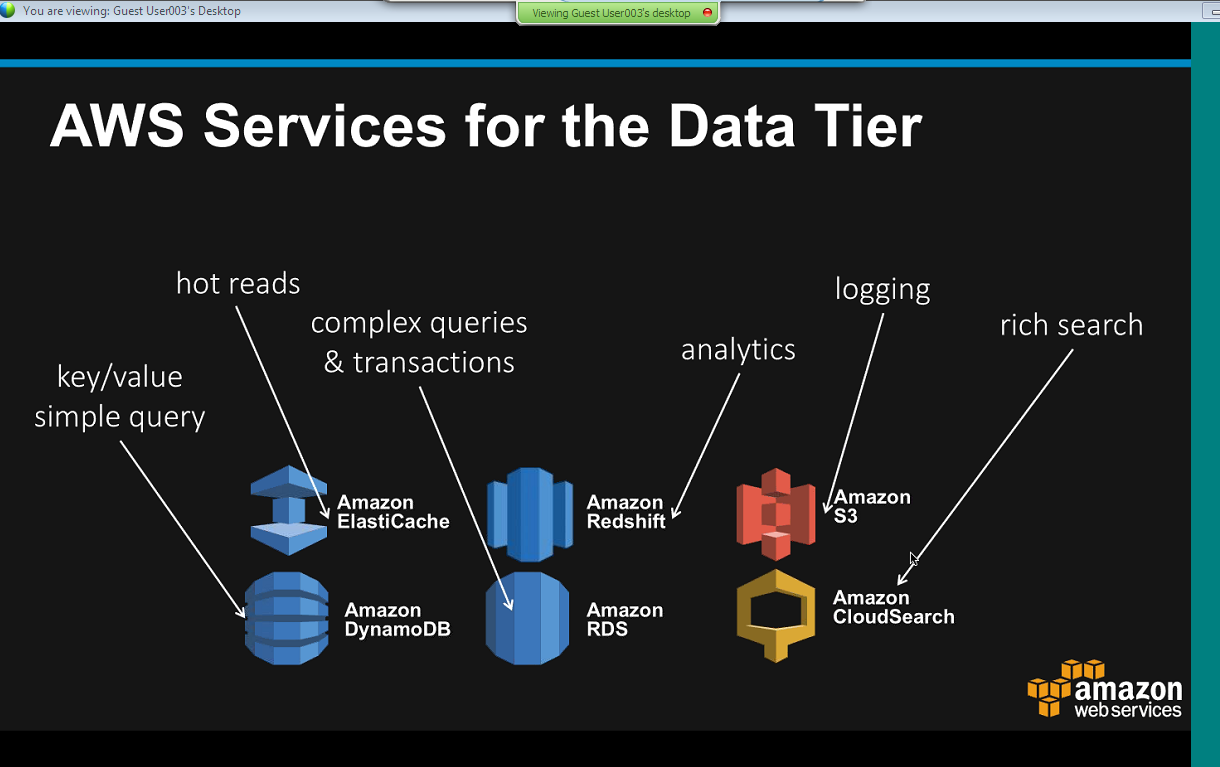 You are viewing: Guest User003's Desktop
Viewing Guest User003's desktop
AWS Services for the Data Tier
hot reads
logging
complex queries
& transactions
rich search
analytics
key/value
simple query
Amazon
ElastiCache
Amazon
Redshift
Amazon
S3
Amazon
DynamoDB
Amazon
RDS
Amazon
CloudSearch
amazon
web services